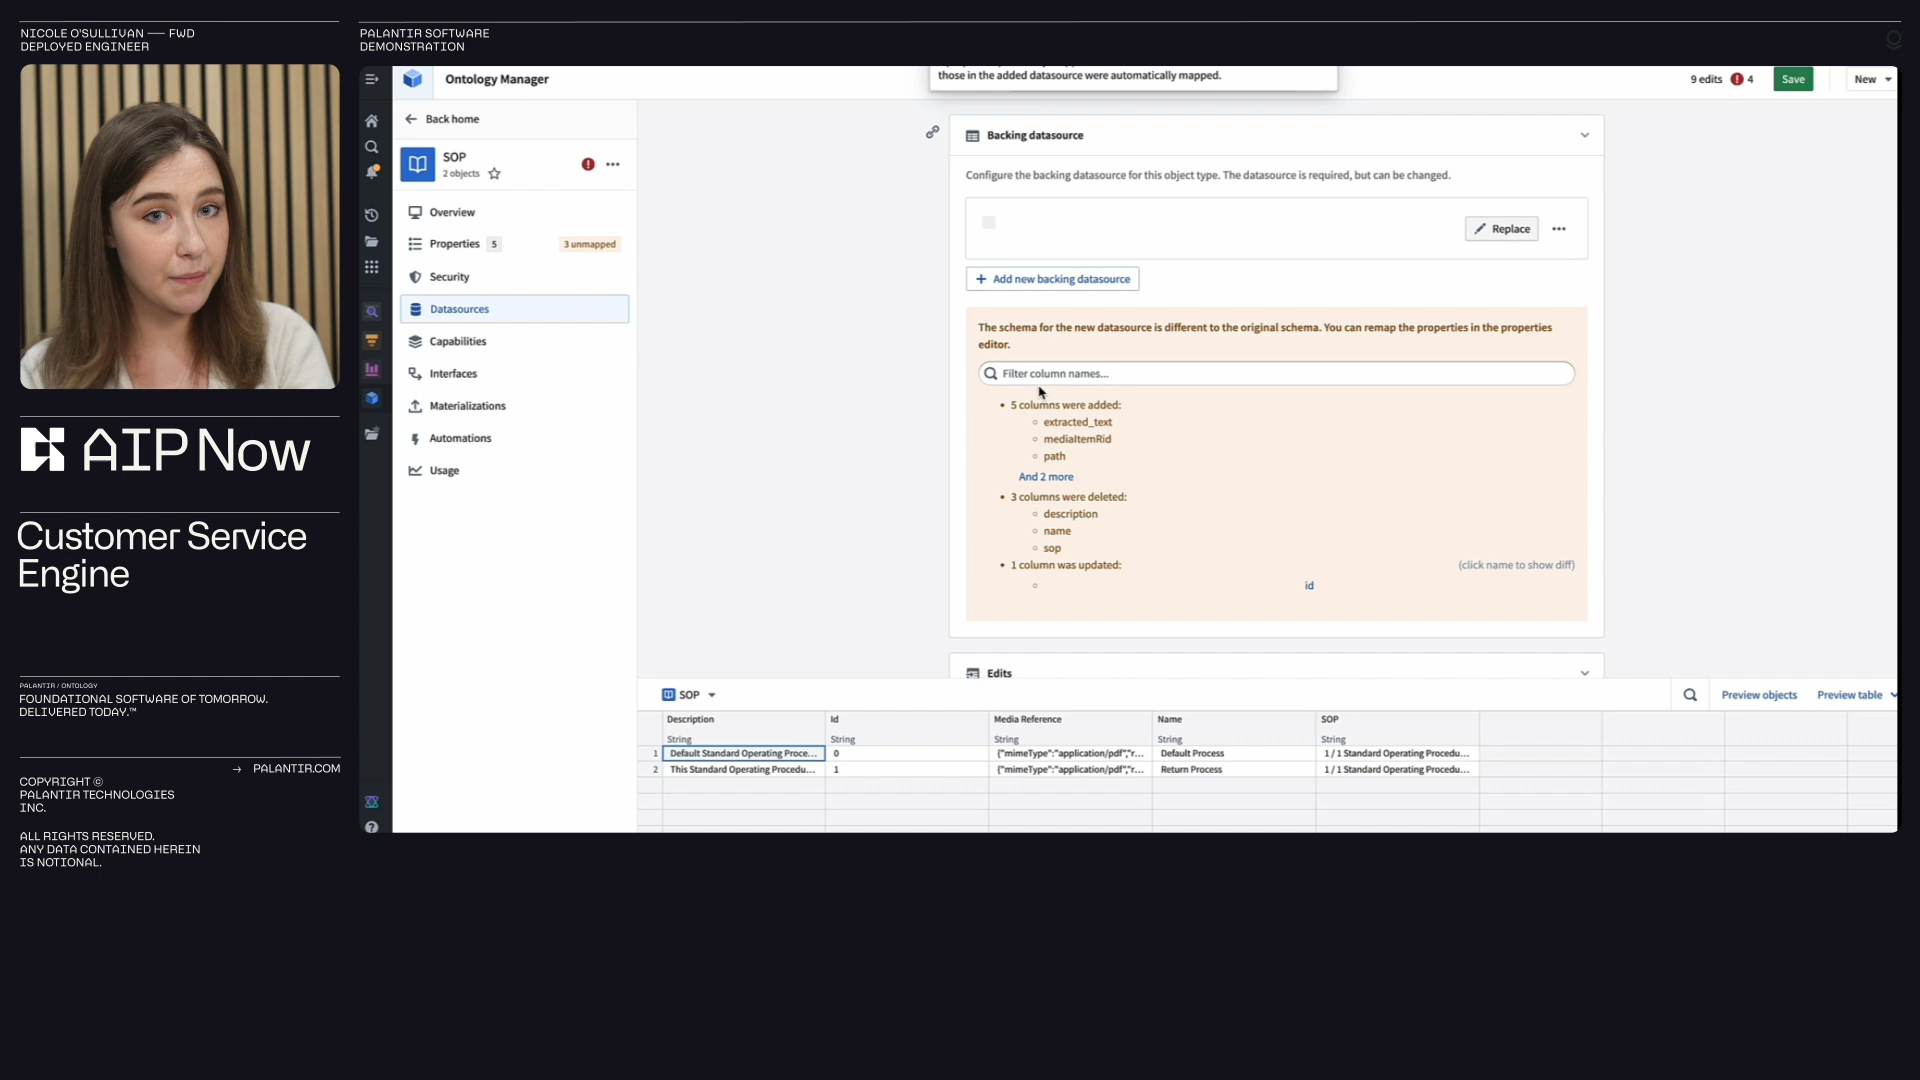 NICOLE O'SULLIVAN — FWD
DEPLOYED ENGINEER
PALANTIR SOFTWARE
DEMONSTRATION
AIP Now
Customer Service
Engine
PALANTIR / ONTOLOGY
FOUNDATIONAL SOFTWARE OF TOMORROW.
DELIVERED TODAY.™
→ PALANTIR.COM
COPYRIGHT ©
PALANTIR TECHNOLOGIES
INC.
ALL RIGHTS RESERVED.
ANY DATA CONTAINED HEREIN
IS NOTIONAL.
Ontology Manager
those in the added datasource were automatically mapped.
9 edits 4 Save New
Back home
SOP
2 objects
Overview
Properties 5 3 unmapped
Security
Datasources
Capabilities
Interfaces
Materializations
Automations
Usage
Backing datasource
Configure the backing datasource for this object type. The datasource is required, but can be changed.
Replace
Add new backing datasource
The schema for the new datasource is different to the original schema. You can remap the properties in the properties
editor.
Filter column names...
• 5 columns were added:
extracted_text
mediaItemRid
path
And 2 more
• 3 columns were deleted:
description
name
sop
• 1 column was updated: (click name to show diff)
id
Edits
SOP Preview objects Preview table
Description Id Media Reference Name SOP
String String String String String
1 Default Standard Operating Proce... 0 {"mimeType":"application/pdf","r... Default Process 1 / 1 Standard Operating Procedu...
2 This Standard Operating Procedu... 1 {"mimeType":"application/pdf","r... Return Process 1 / 1 Standard Operating Procedu...